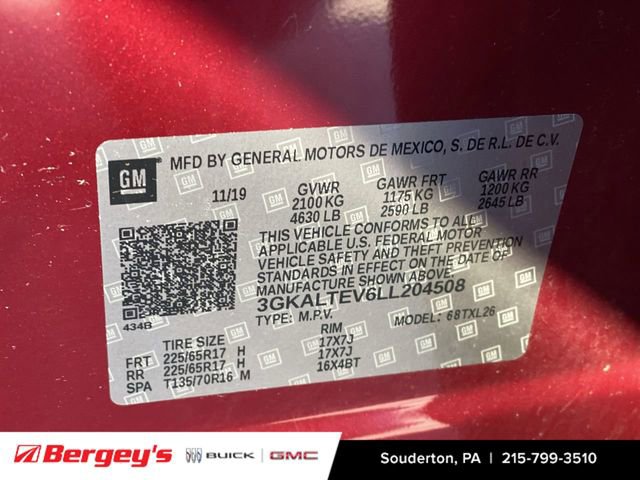 GM MFD BY GENERAL MOTORS DE MEXICO, S. DE R.L. DE C.V.
11/19 GVWR GAWR FRT GAWR RR
2100 KG 1175 KG 1200 KG
4630 LB 2590 LB 2645 LB
THIS VEHICLE CONFORMS TO ALL
APPLICABLE U.S. FEDERAL MOTOR
VEHICLE SAFETY AND THEFT PREVENTION
STANDARDS IN EFFECT ON THE DATE OF
MANUFACTURE SHOWN ABOVE.
3GKALTEV6LL204508
434B TYPE: M.P.V. MODEL: 68TXL26
TIRE SIZE RIM
FRT 225/65R17 H 17X7J
RR 225/65R17 H 17X7J
SPA T135/70R16 M 16X4BT
Bergey's BUICK GMC Souderton, PA | 215-799-3510